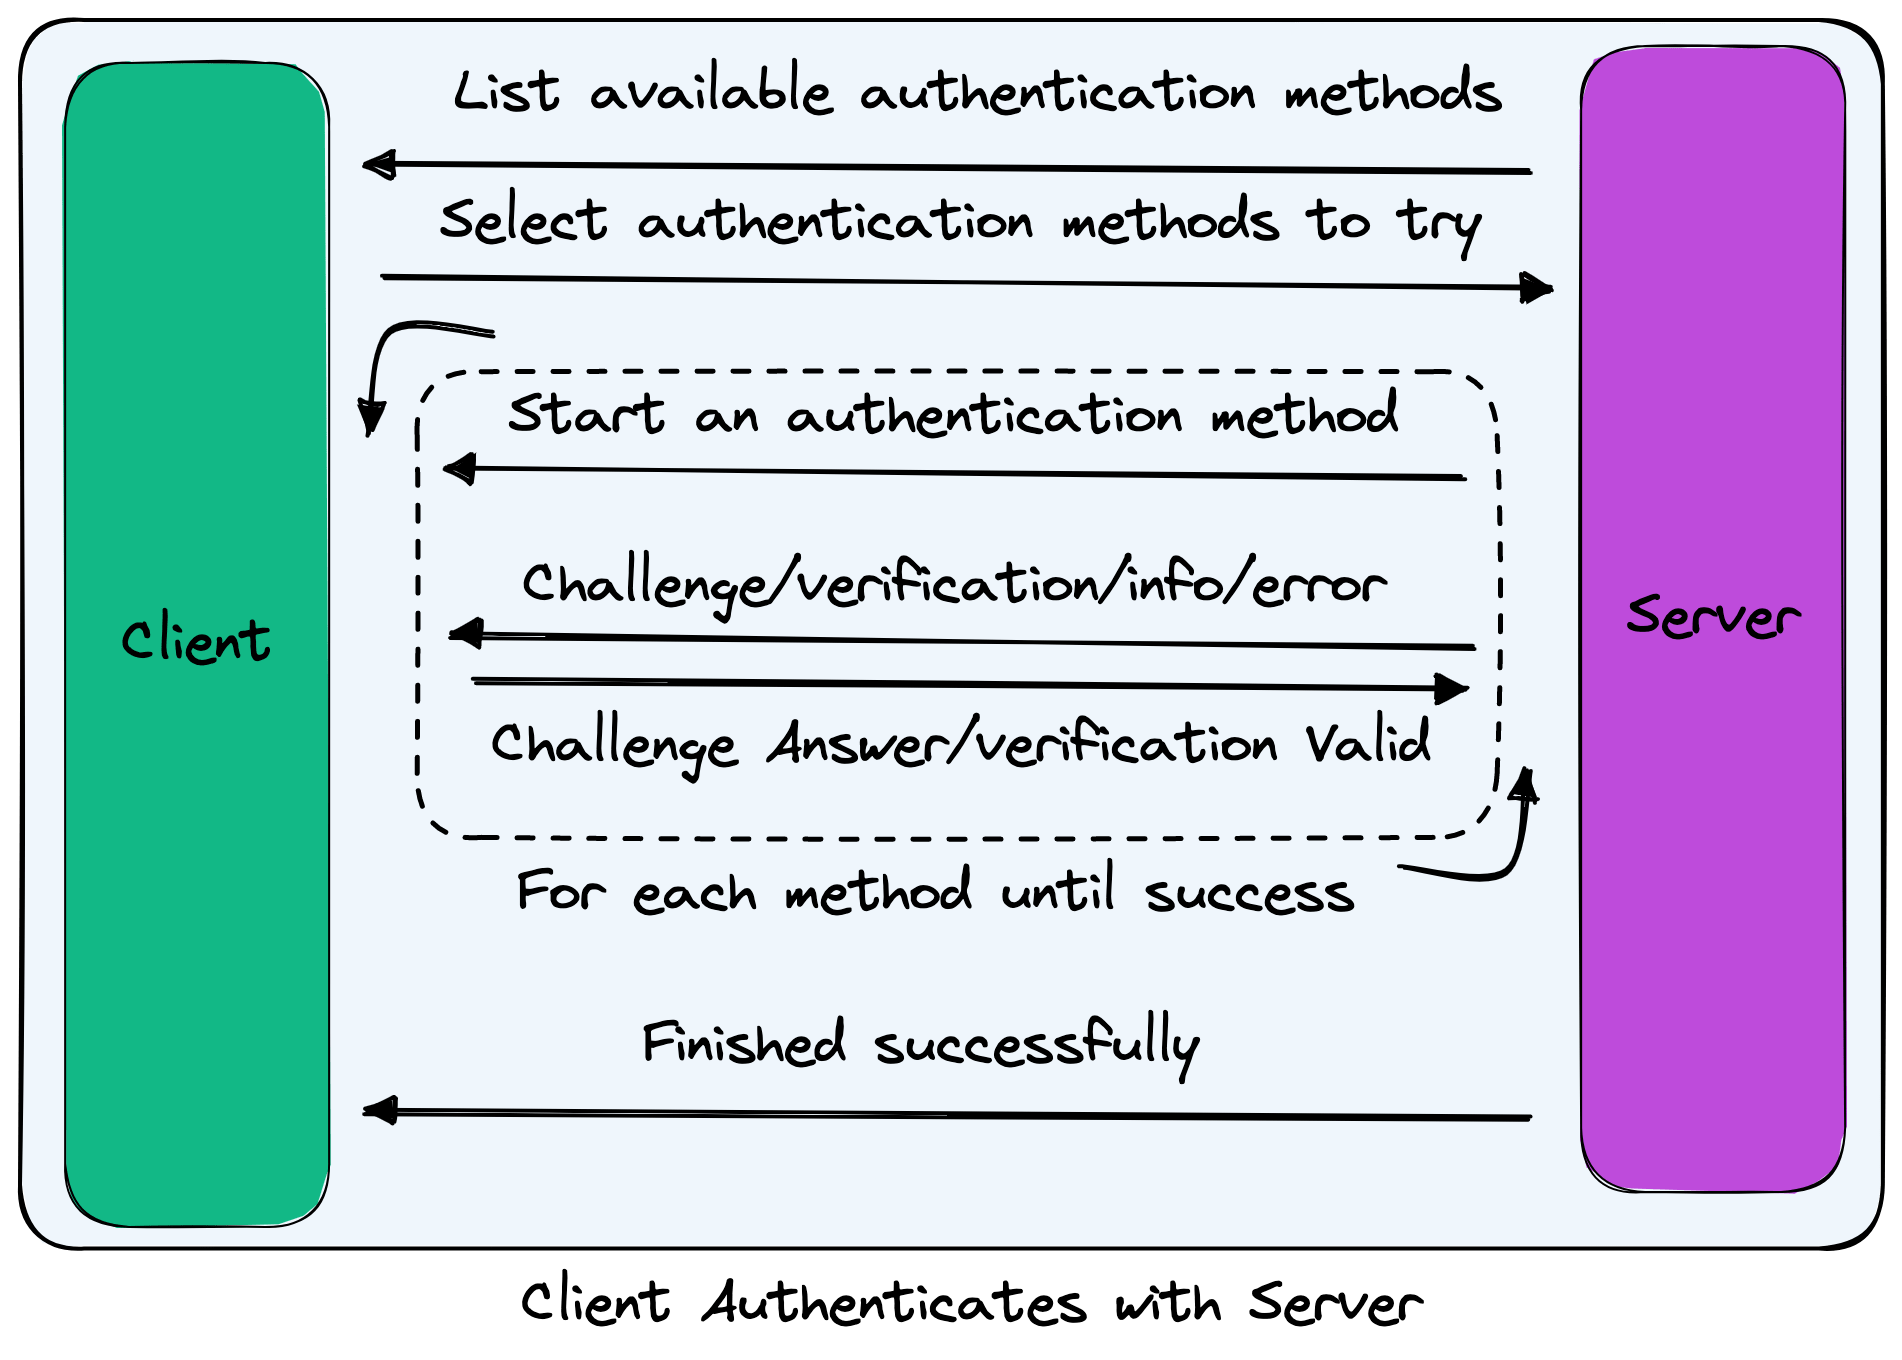 List available authentication methods
Select authentication methods to try
Start an authentication method
Challenge/verification/info/error
Client
Server
Challenge Answer/verification Valid
For each method until success
Finished successfully
Client Authenticates with Server